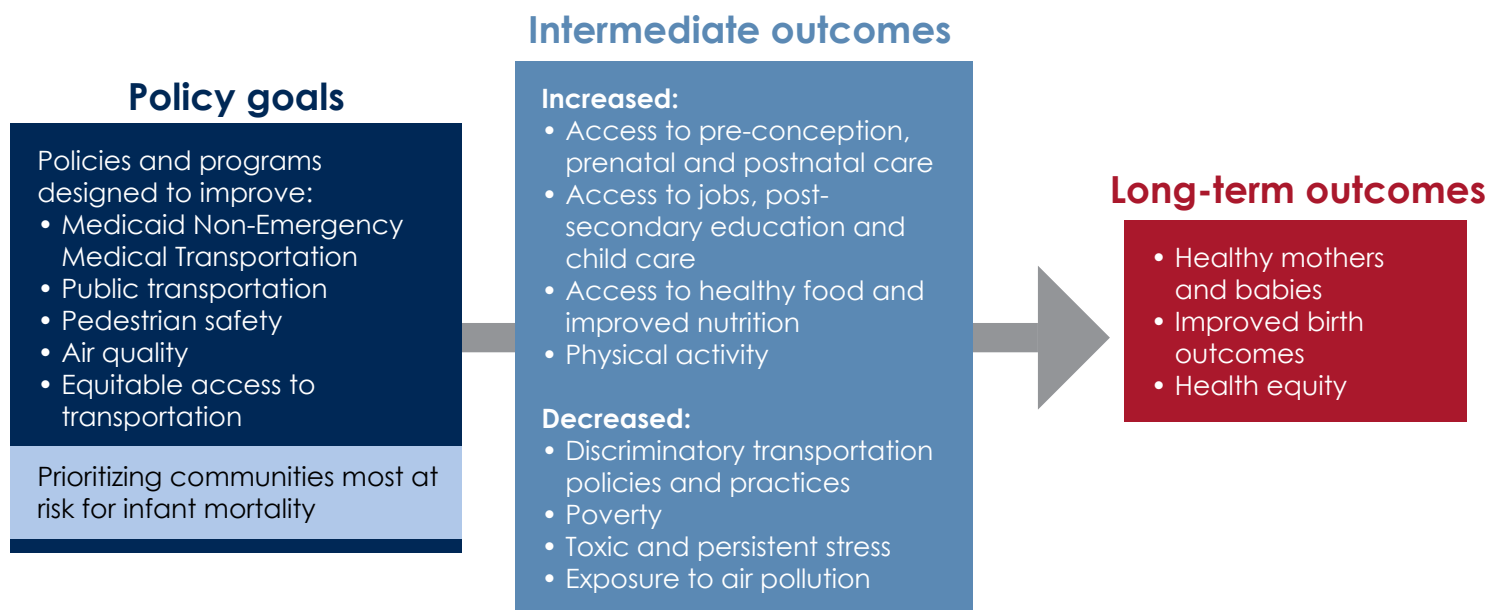 Policy goals
Policies and programs
designed to improve:
• Medicaid Non-Emergency
Medical Transportation
• Public transportation
• Pedestrian safety
• Air quality
• Equitable access to
transportation
Prioritizing communities most at
risk for infant mortality
Intermediate outcomes
Increased:
• Access to pre-conception,
prenatal and postnatal care
• Access to jobs, post-
secondary education and
child care
• Access to healthy food and
improved nutrition
• Physical activity
Decreased:
• Discriminatory transportation
policies and practices
• Poverty
• Toxic and persistent stress
• Exposure to air pollution
Long-term outcomes
• Healthy mothers
and babies
• Improved birth
outcomes
• Health equity